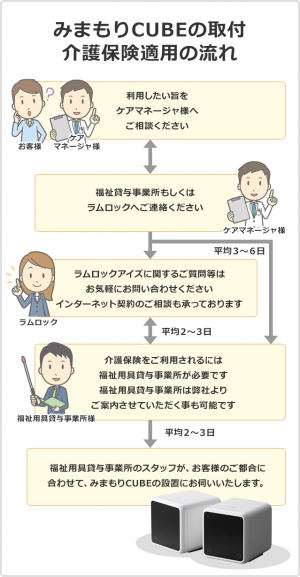 みまもりCUBEの取付
介護保険適用の流れ
利用したい旨を
ケアマネージャ様へ
ご相談ください
お客様
ケア
マネージャ様
福祉貸与事業所もしくは
ラムロックへご連絡ください
ケアマネージャ様
平均3〜6日
ラムロックアイズに関するご質問等は
お気軽にお問い合わせください
インターネット契約のご相談も承っております
ラムロック
平均2〜3日
介護保険をご利用されるには
福祉用具貸与事業所が必要です
福祉用具貸与事業所は弊社より
ご案内させていただく事も可能です
福祉用具貸与事業所様
平均2〜3日
福祉用具貸与事業所のスタッフが、お客様のご都合に
合わせて、みまもりCUBEの設置にお伺いいたします。